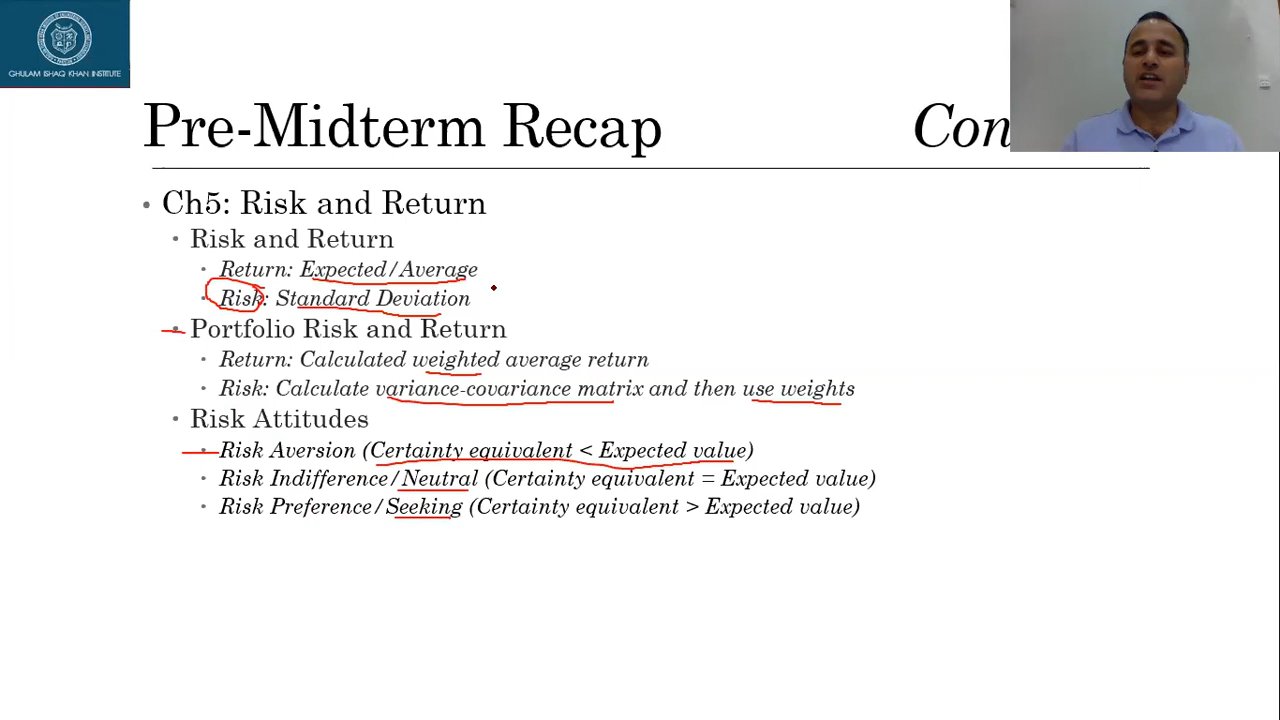 GHULAM ISHAQ KHAN INSTITUTE
Pre-Midterm Recap Con
• Ch5: Risk and Return
• Risk and Return
• Return: Expected/Average
• Risk: Standard Deviation
• Portfolio Risk and Return
• Return: Calculated weighted average return
• Risk: Calculate variance-covariance matrix and then use weights
• Risk Attitudes
• Risk Aversion (Certainty equivalent < Expected value)
• Risk Indifference/Neutral (Certainty equivalent = Expected value)
• Risk Preference/Seeking (Certainty equivalent > Expected value)